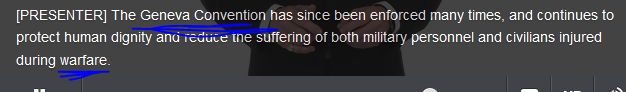 [PRESENTER] The Geneva Convention has since been enforced many times, and continues to
protect human dignity and reduce the suffering of both military personnel and civilians injured
during warfare.